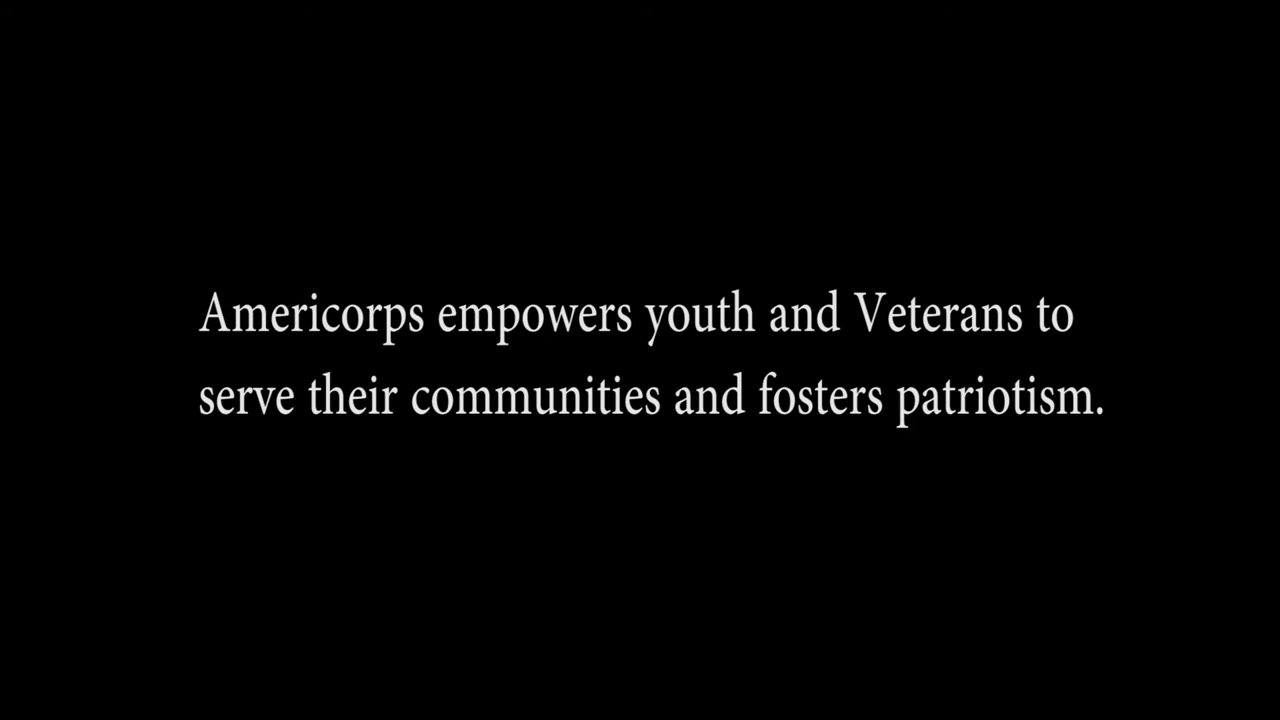 Americorps empowers youth and Veterans to
serve their communities and fosters patriotism.